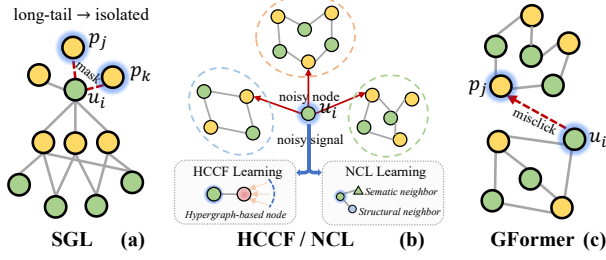 long-tail → isolated
p_j
mask
p_k
u_i
SGL (a)
noisy node
u_i
noisy signal
HCCF Learning
Hypergraph-based node
NCL Learning
Sematic neighbor
Structural neighbor
HCCF / NCL (b)
p_j
misclick
u_i
GFormer (c)